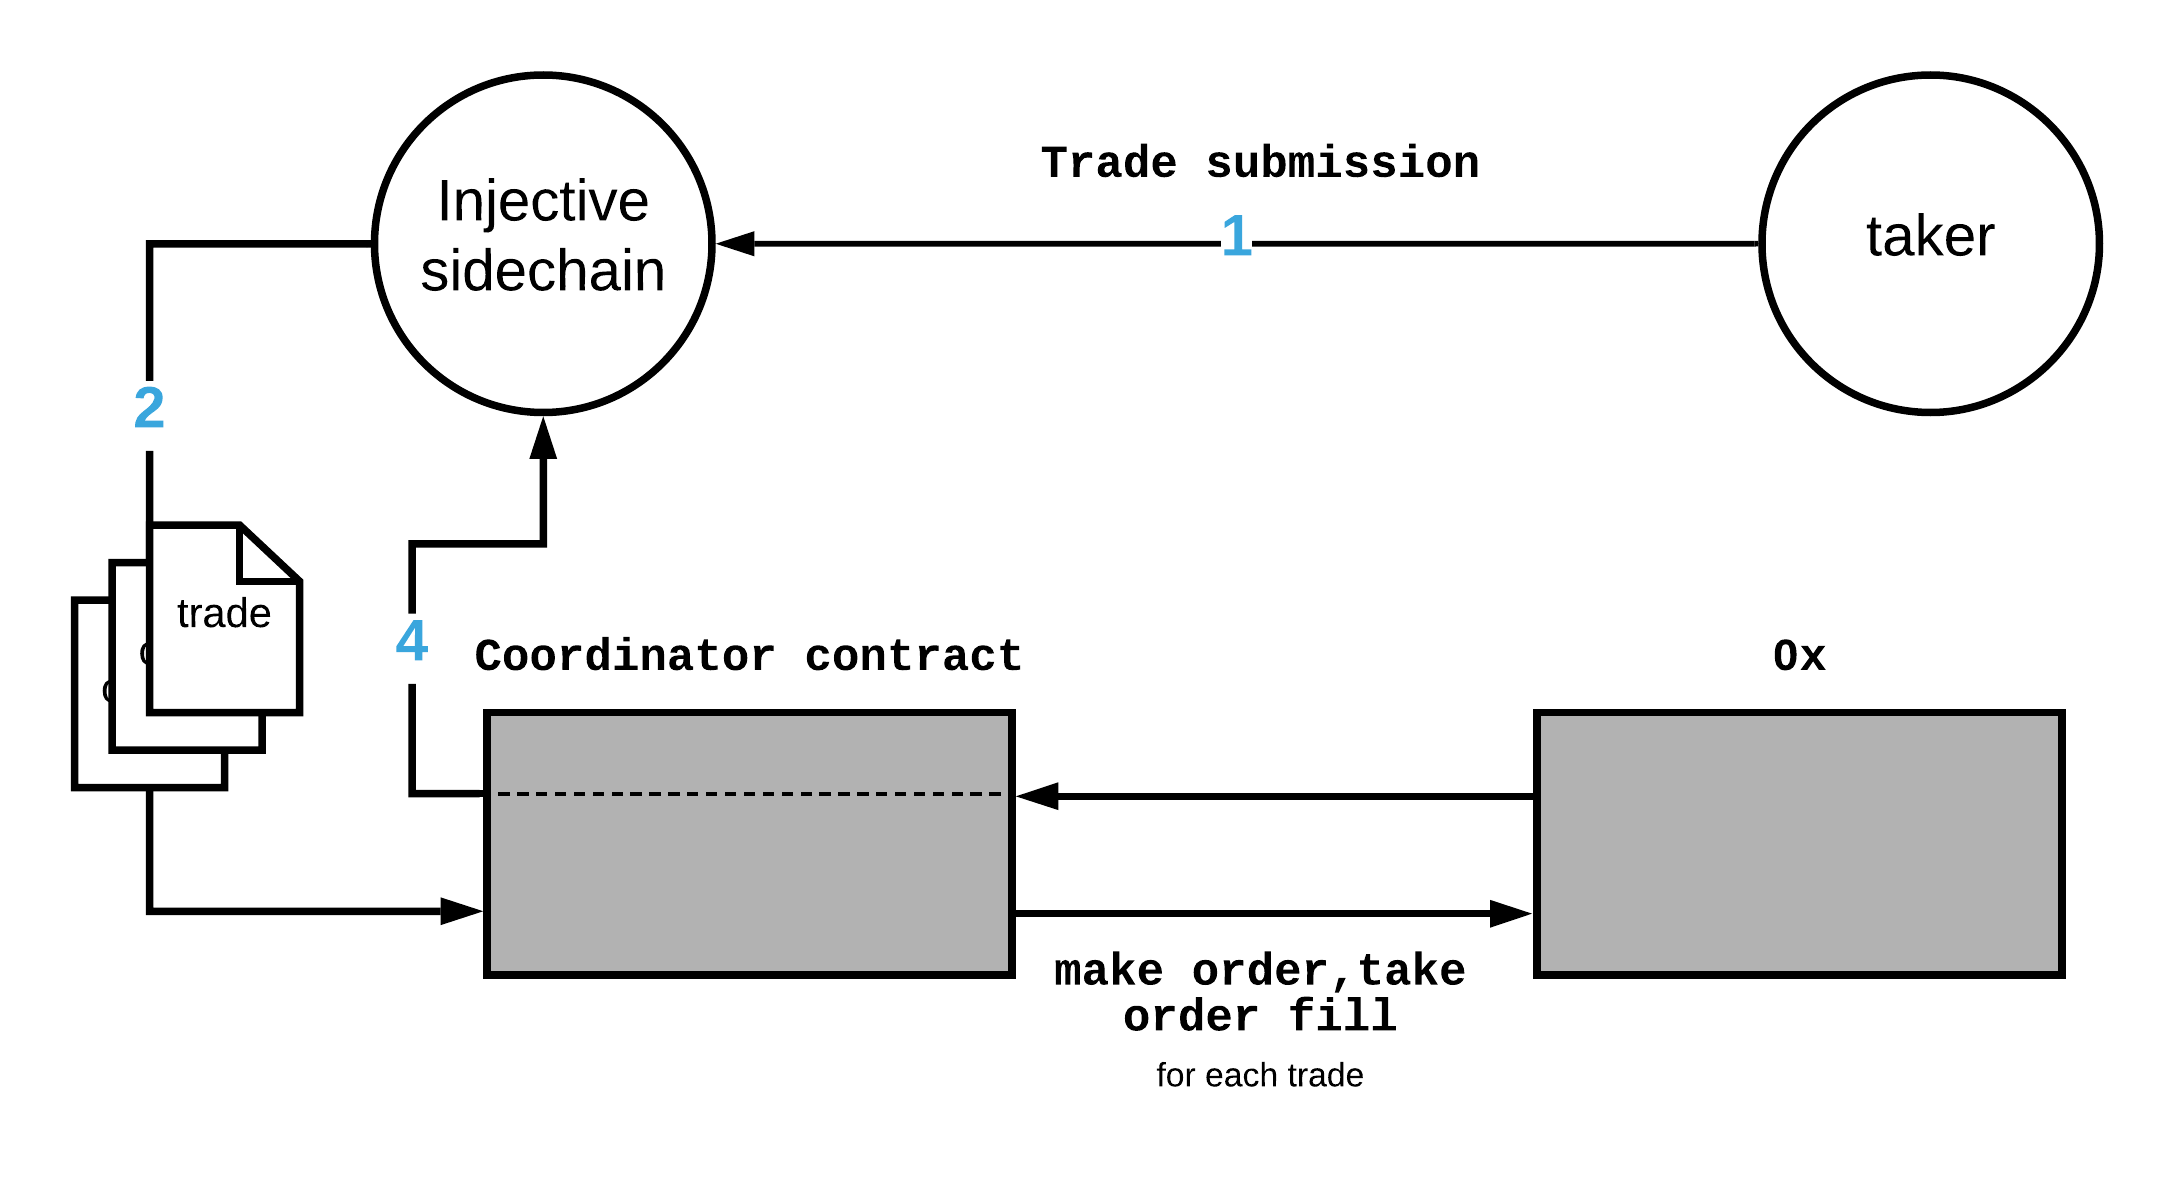 Trade submission
1
Injective
sidechain
taker
2
trade
4
Coordinator contract
0x
make order,take
order fill
for each trade